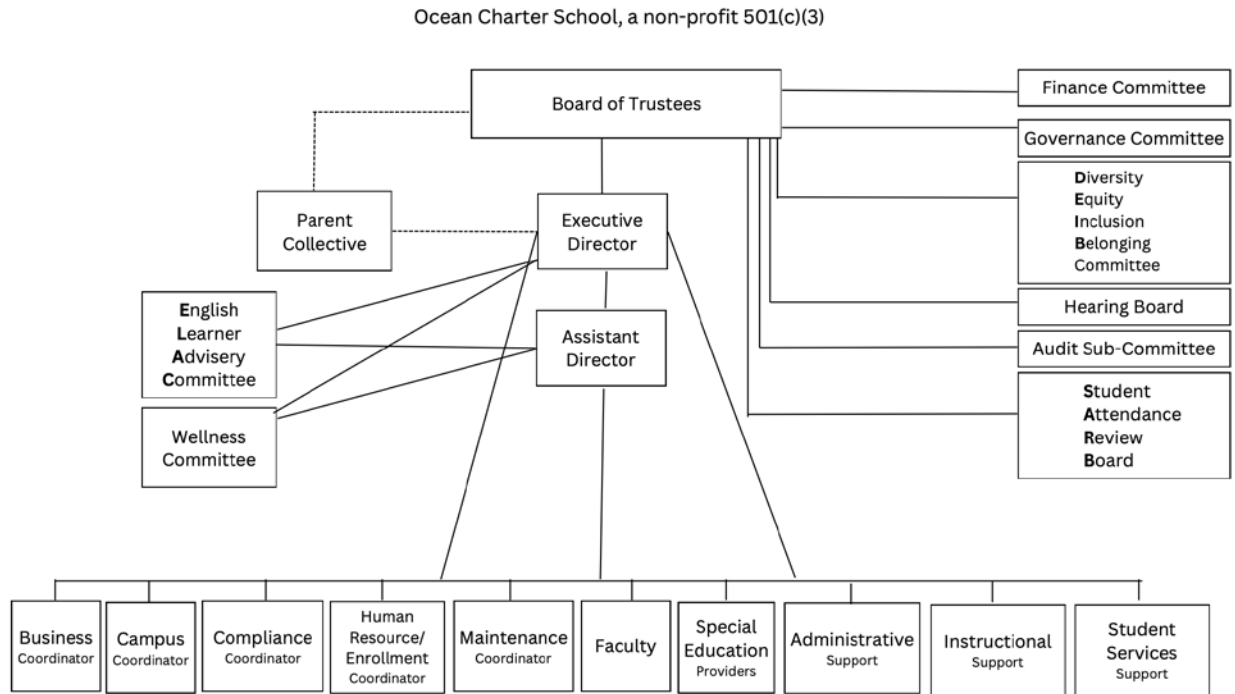 Ocean Charter School, a non-profit 501(c)(3)
Board of Trustees
Finance Committee
Governance Committee
Diversity
Equity
Inclusion
Belonging
Committee
Hearing Board
Audit Sub-Committee
Student
Attendance
Review
Board
Parent
Collective
Executive
Director
English
Learner
Advisery
Committee
Assistant
Director
Wellness
Committee
Business
Coordinator
Campus
Coordinator
Compliance
Coordinator
Human
Resource/
Enrollment
Coordinator
Maintenance
Coordinator
Faculty
Special
Education
Providers
Administrative
Support
Instructional
Support
Student
Services
Support